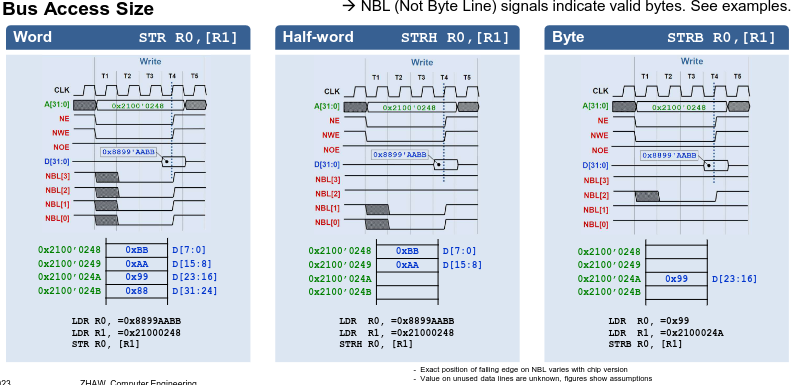 Bus Access Size
→ NBL (Not Byte Line) signals indicate valid bytes. See examples.
Word STR R0,[R1]
Write
T1 T2 T3 T4 T5
CLK
A[31:0] 0x2100'0248
NE
NWE
NOE
0x8899'AABB
D[31:0]
NBL[3]
NBL[2]
NBL[1]
NBL[0]
0x2100'0248 0xBB D[7:0]
0x2100'0249 0xAA D[15:8]
0x2100'024A 0x99 D[23:16]
0x2100'024B 0x88 D[31:24]
LDR R0, =0x8899AABB
LDR R1, =0x21000248
STR R0, [R1]
Half-word STRH R0,[R1]
Write
T1 T2 T3 T4 T5
CLK
A[31:0] 0x2100'0248
NE
NWE
NOE
0x8899'AABB
D[31:0]
NBL[3]
NBL[2]
NBL[1]
NBL[0]
0x2100'0248 0xBB D[7:0]
0x2100'0249 0xAA D[15:8]
0x2100'024A
0x2100'024B
LDR R0, =0x8899AABB
LDR R1, =0x21000248
STRH R0, [R1]
Byte STRB R0,[R1]
Write
T1 T2 T3 T4 T5
CLK
A[31:0] 0x2100'0248
NE
NWE
NOE
0x8899'AABB
D[31:0]
NBL[3]
NBL[2]
NBL[1]
NBL[0]
0x2100'0248
0x2100'0249
0x2100'024A 0x99 D[23:16]
0x2100'024B
LDR R0, =0x99
LDR R1, =0x2100024A
STRB R0, [R1]
- Exact position of falling edge on NBL varies with chip version
- Value on unused data lines are unknown, figures show assumptions
ZHAW, Computer Engineering